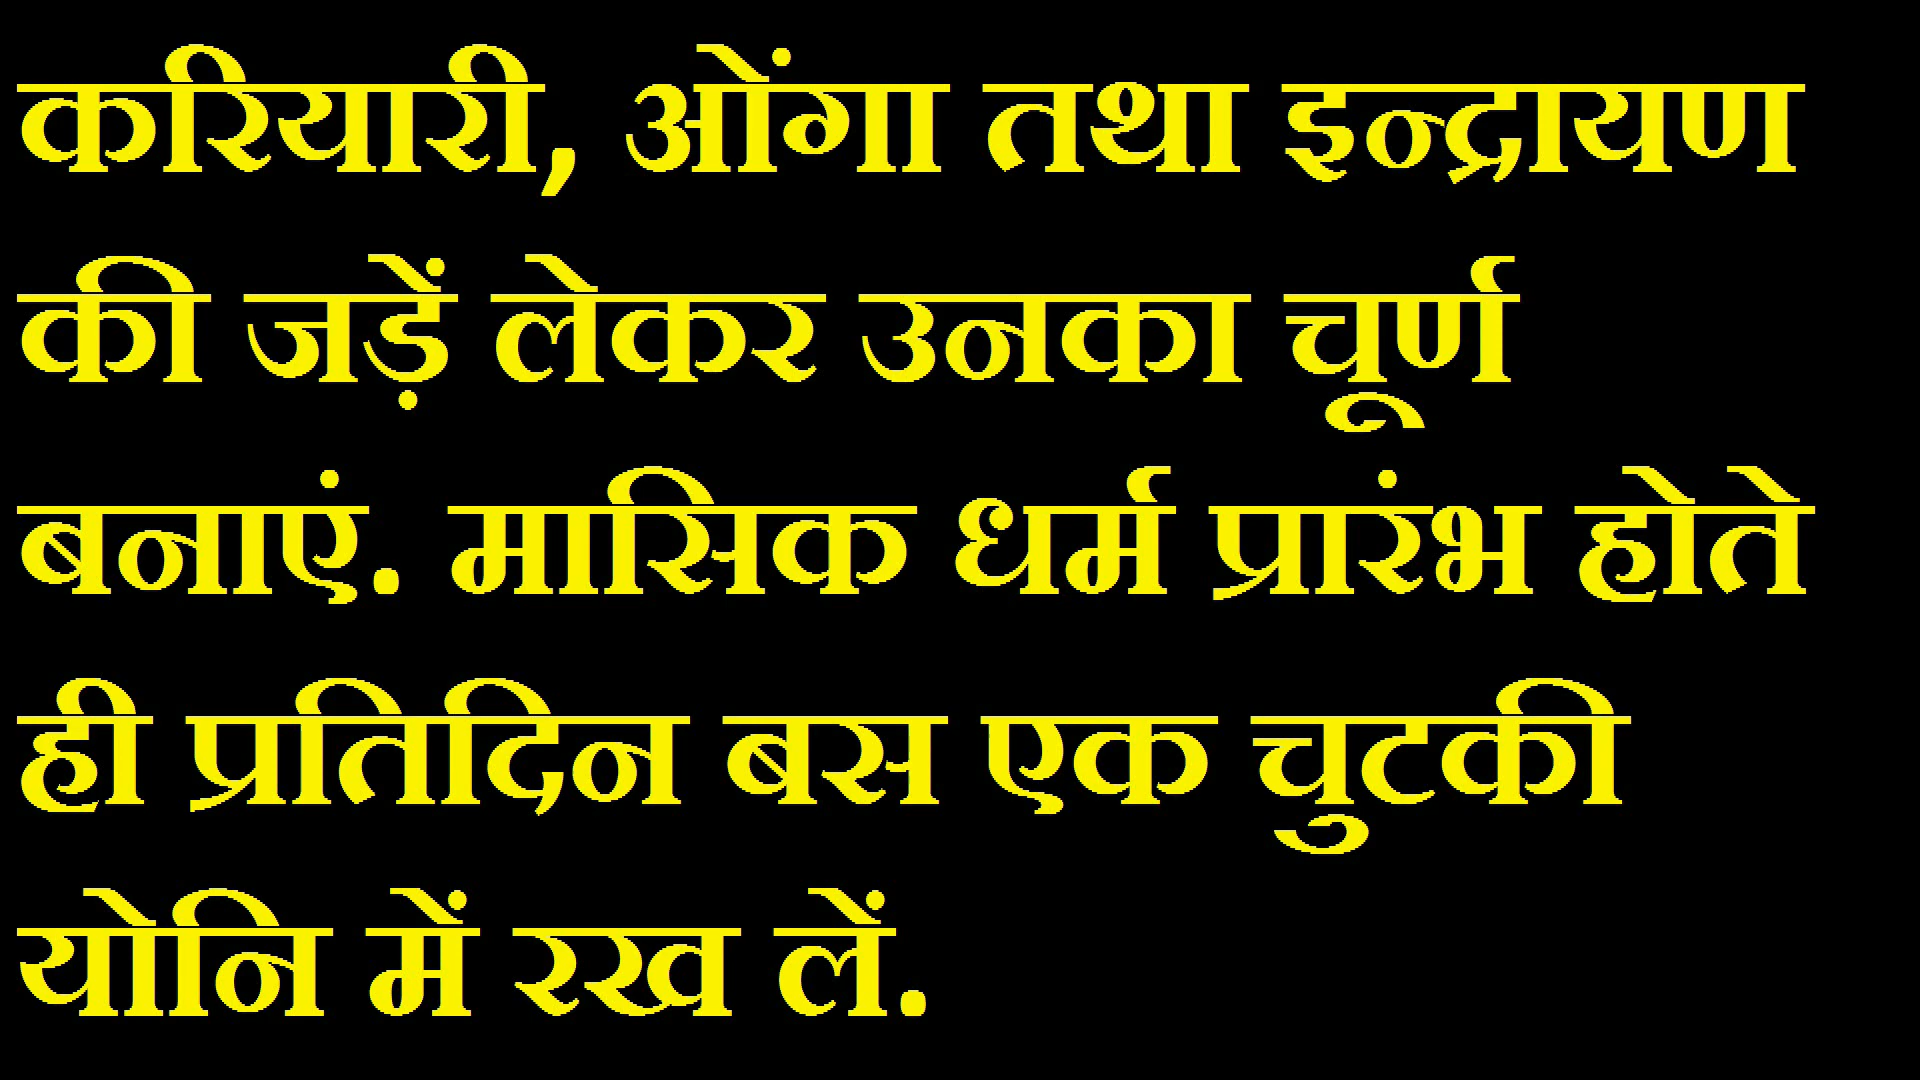 करियारी, ओंगा तथा इन्द्रायण
की जड़ें लेकर उनका चूर्ण
बनाएं. मासिक धर्म प्रारंभ होते
ही प्रतिदिन बस एक चुटकी
योनि में रख लें.